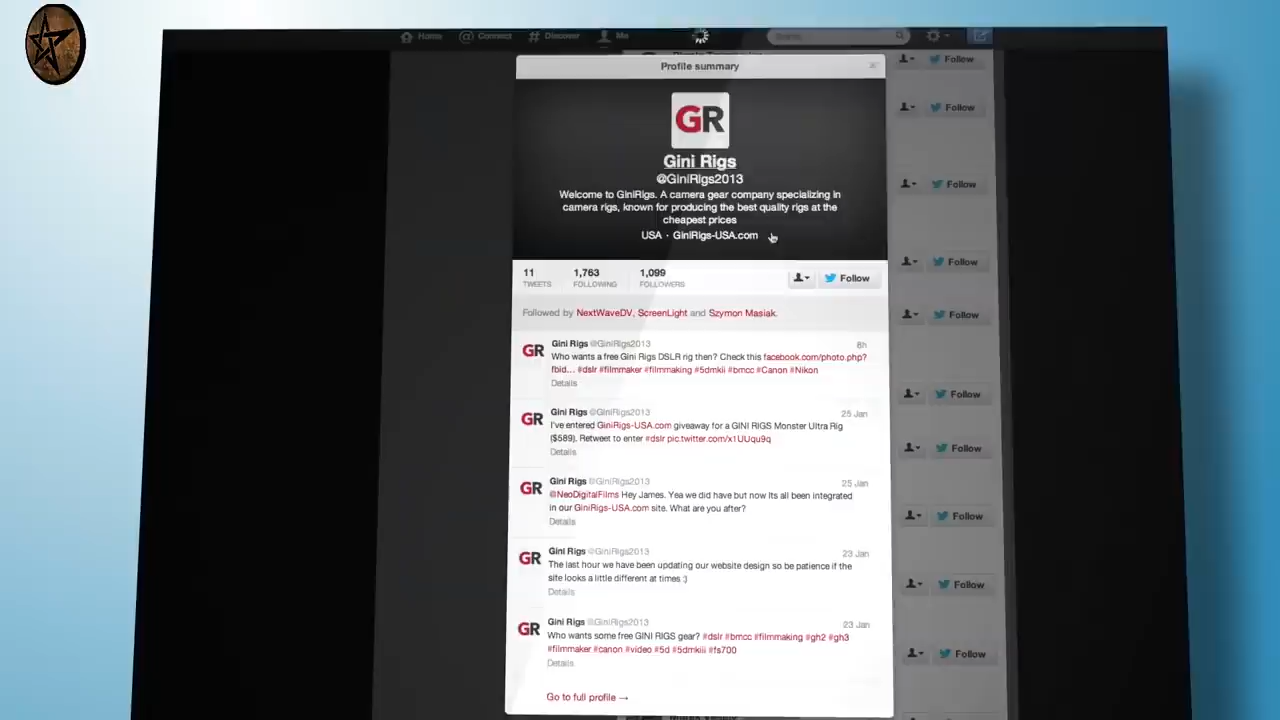 Home Connect Discover Me Search
Profile summary
GR
Gini Rigs
@GiniRigs2013
Welcome to GiniRigs. A camera gear company specializing in
camera rigs, known for producing the best quality rigs at the
cheapest prices
USA · GiniRigs-USA.com
11 1,763 1,099
TWEETS FOLLOWING FOLLOWERS
Follow
Followed by NextWaveDV, ScreenLight and Szymon Masiak.
GR
Gini Rigs @GiniRigs2013 6h
Who wants a free Gini Rigs DSLR rig then? Check this facebook.com/photo.php?
fbid... #dslr #filmmaker #filmmaking #5dmkii #bmcc #Canon #Nikon
Details
GR
Gini Rigs @GiniRigs2013 25 Jan
I've entered GiniRigs-USA.com giveaway for a GINI RIGS Monster Ultra Rig
($589). Retweet to enter #dslr pic.twitter.com/x1UUqu9q
Details
GR
Gini Rigs @GiniRigs2013 25 Jan
@NeoDigitalFilms Hey James. Yea we did have but now Its all been integrated
in our GiniRigs-USA.com site. What are you after?
Details
GR
Gini Rigs @GiniRigs2013 23 Jan
The last hour we have been updating our website design so be patience if the
site looks a little different at times :)
Details
GR
Gini Rigs @GiniRigs2013 23 Jan
Who wants some free GINI RIGS gear? #dslr #bmcc #filmmaking #gh2 #gh3
#filmmaker #canon #video #5d #5dmkiii #fs700
Details
Go to full profile →
Follow
Follow
Follow
Follow
Follow
Follow
Follow
Follow
Follow
Follow